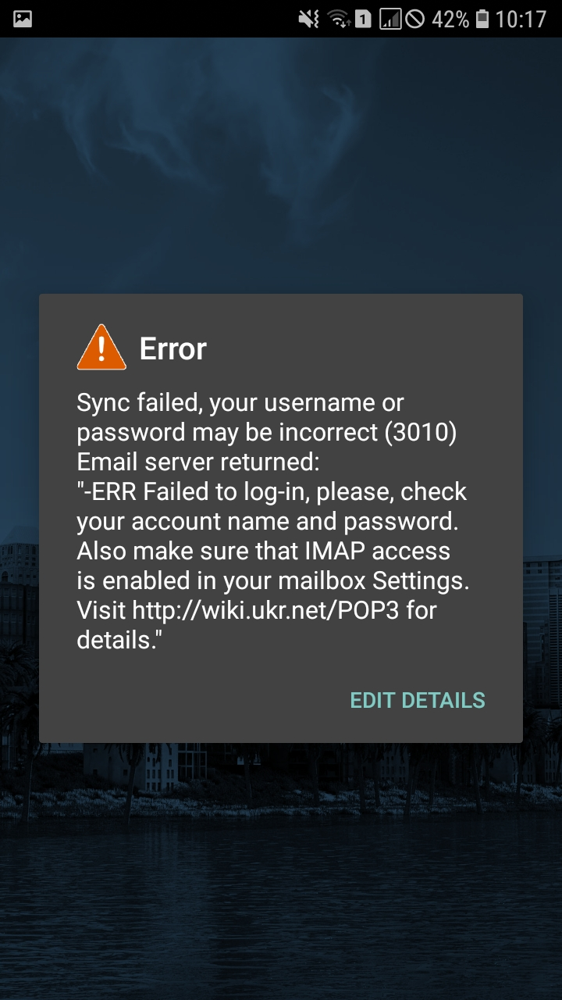 1 42% 10:17
Error
Sync failed, your username or
password may be incorrect (3010)
Email server returned:
"-ERR Failed to log-in, please, check
your account name and password.
Also make sure that IMAP access
is enabled in your mailbox Settings.
Visit http://wiki.ukr.net/POP3 for
details."
EDIT DETAILS